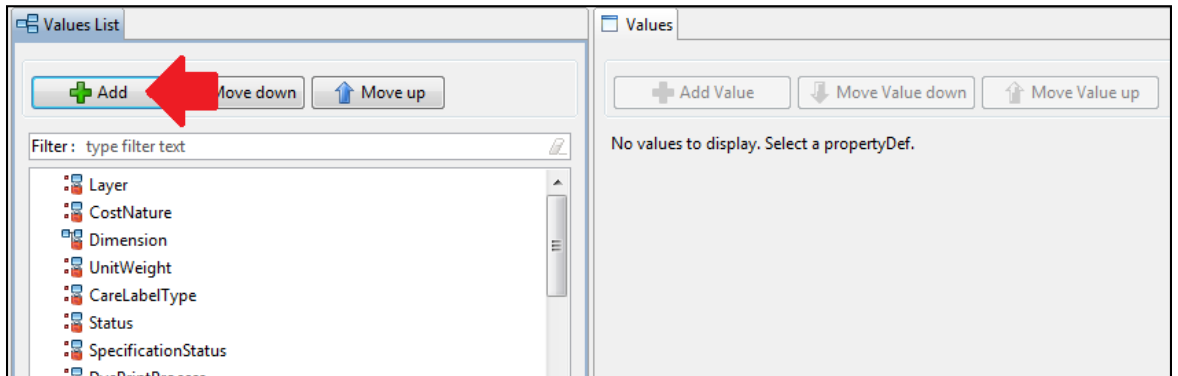 Values List
Add
Move down
Move up
Filter : type filter text
Layer
CostNature
Dimension
UnitWeight
CareLabelType
Status
SpecificationStatus
Values
Add Value
Move Value down
Move Value up
No values to display. Select a propertyDef.